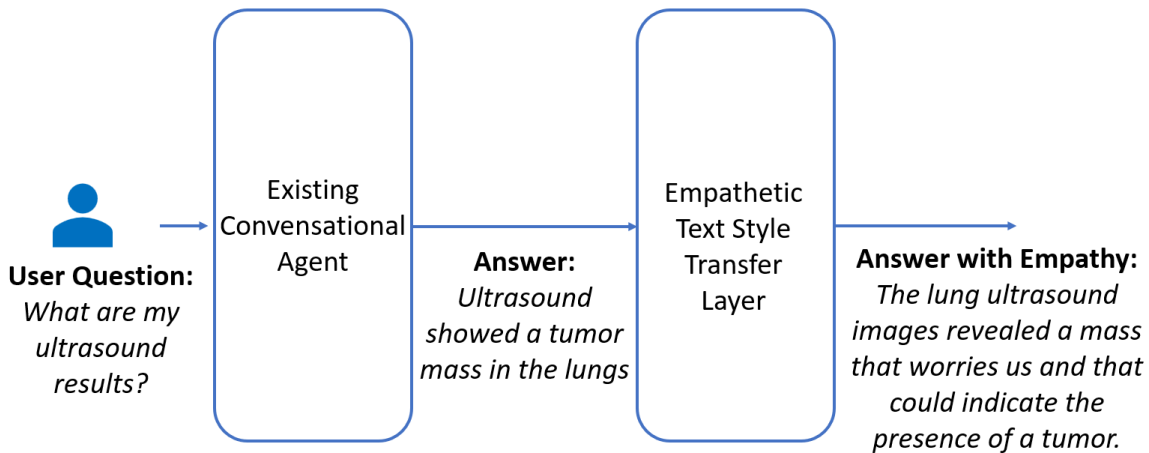 User Question:
What are my
ultrasound
results?
Existing
Convensational
Agent
Answer:
Ultrasound
showed a tumor
mass in the lungs
Empathetic
Text Style
Transfer
Layer
Answer with Empathy:
The lung ultrasound
images revealed a mass
that worries us and that
could indicate the
presence of a tumor.